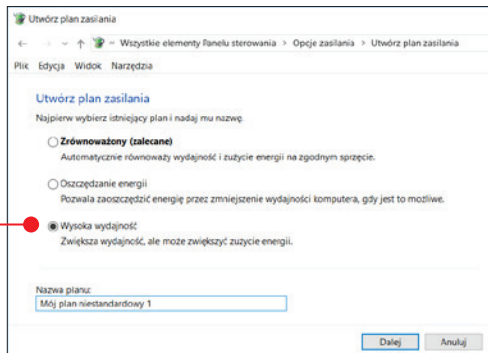 Utwórz plan zasilania
Wszystkie elementy Panelu sterowania > Opcje zasilania > Utwórz plan zasilania
Plik Edycja Widok Narzędzia
Utwórz plan zasilania
Najpierw wybierz istniejący plan i nadaj mu nazwę.
Zrównoważony (zalecane)
Automatycznie równoważy wydajność i zużycie energii na zgodnym sprzęcie.
Oszczędzanie energii
Pozwala zaoszczędzić energię przez zmniejszenie wydajności komputera, gdy jest to możliwe.
Wysoka wydajność
Zwiększa wydajność, ale może zwiększyć zużycie energii.
Nazwa planu:
Mój plan niestandardowy 1
Dalej Anuluj